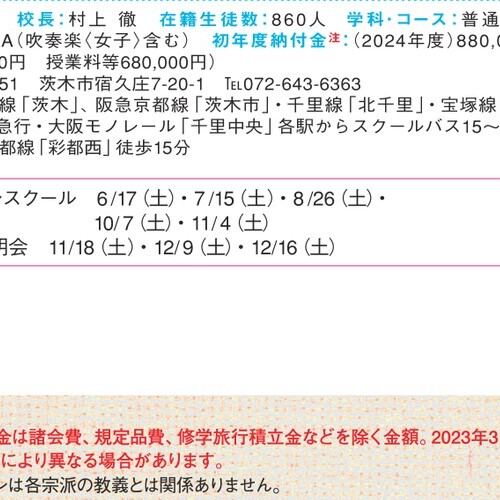 校長：村上 徹 在籍生徒数：860人 学科・コース：普通
A（吹奏楽〈女子〉含む） 初年度納付金注：（2024年度）880,0
0円 授業料等680,000円）
51 茨木市宿久庄7-20-1 ℡072-643-6363
線「茨木」、阪急京都線「茨木市」・千里線「北千里」・宝塚線
急行・大阪モノレール「千里中央」各駅からスクールバス15〜
都線「彩都西」徒歩15分
スクール 6/17（土）・7/15（土）・8/26（土）・
10/7（土）・11/4（土）
明会 11/18（土）・12/9（土）・12/16（土）
金は諸会費、規定品費、修学旅行積立金などを除く金額。2023年3
により異なる場合があります。
ンは各宗派の教義とは関係ありません。